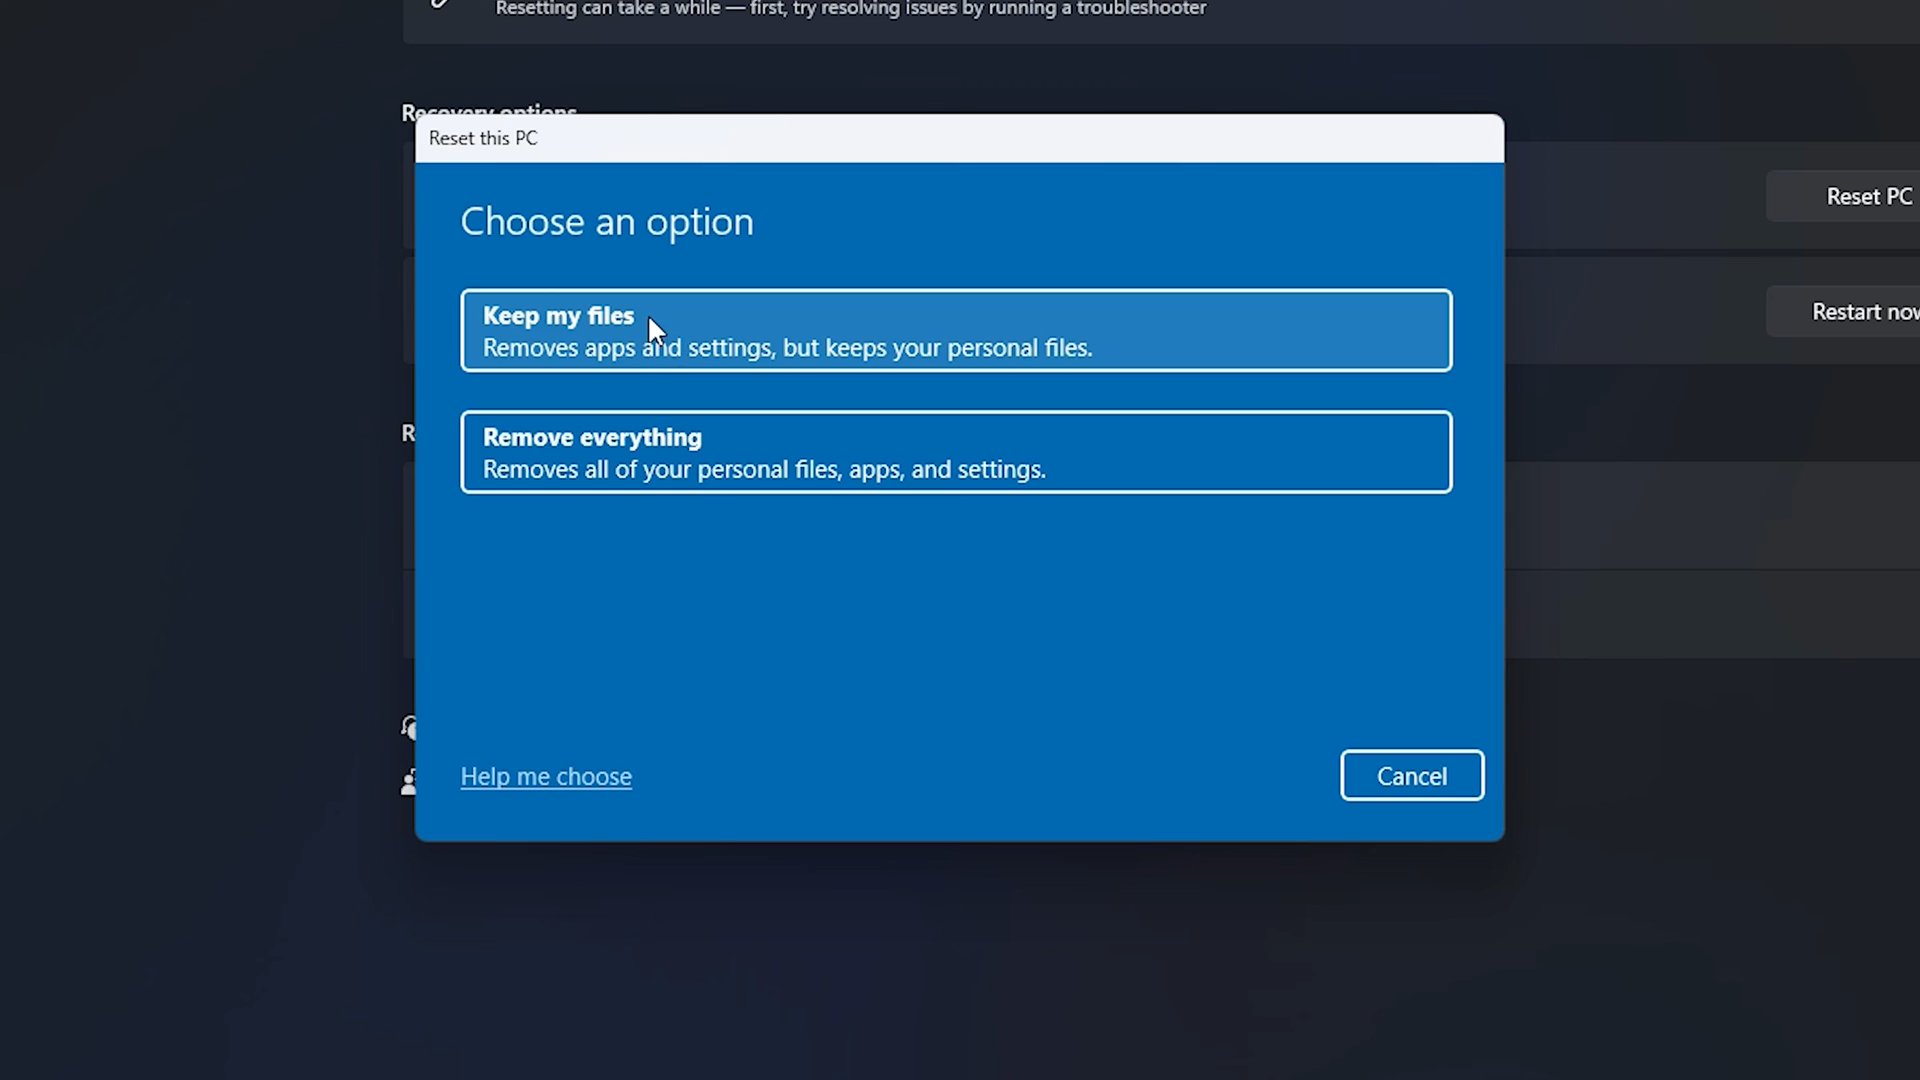 Resetting can take a while — first, try resolving issues by running a troubleshooter
Recovery options
Reset this PC
Choose an option
Reset PC
Keep my files
Removes apps and settings, but keeps your personal files.
Restart now
Remove everything
Removes all of your personal files, apps, and settings.
R
Help me choose
Cancel